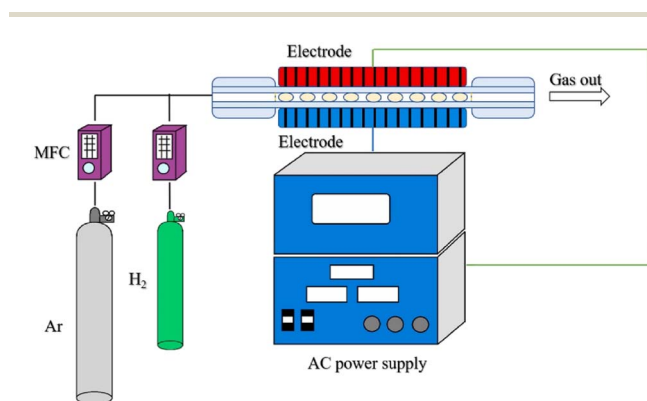 Electrode
Gas out
Electrode
MFC
H₂
Ar
AC power supply